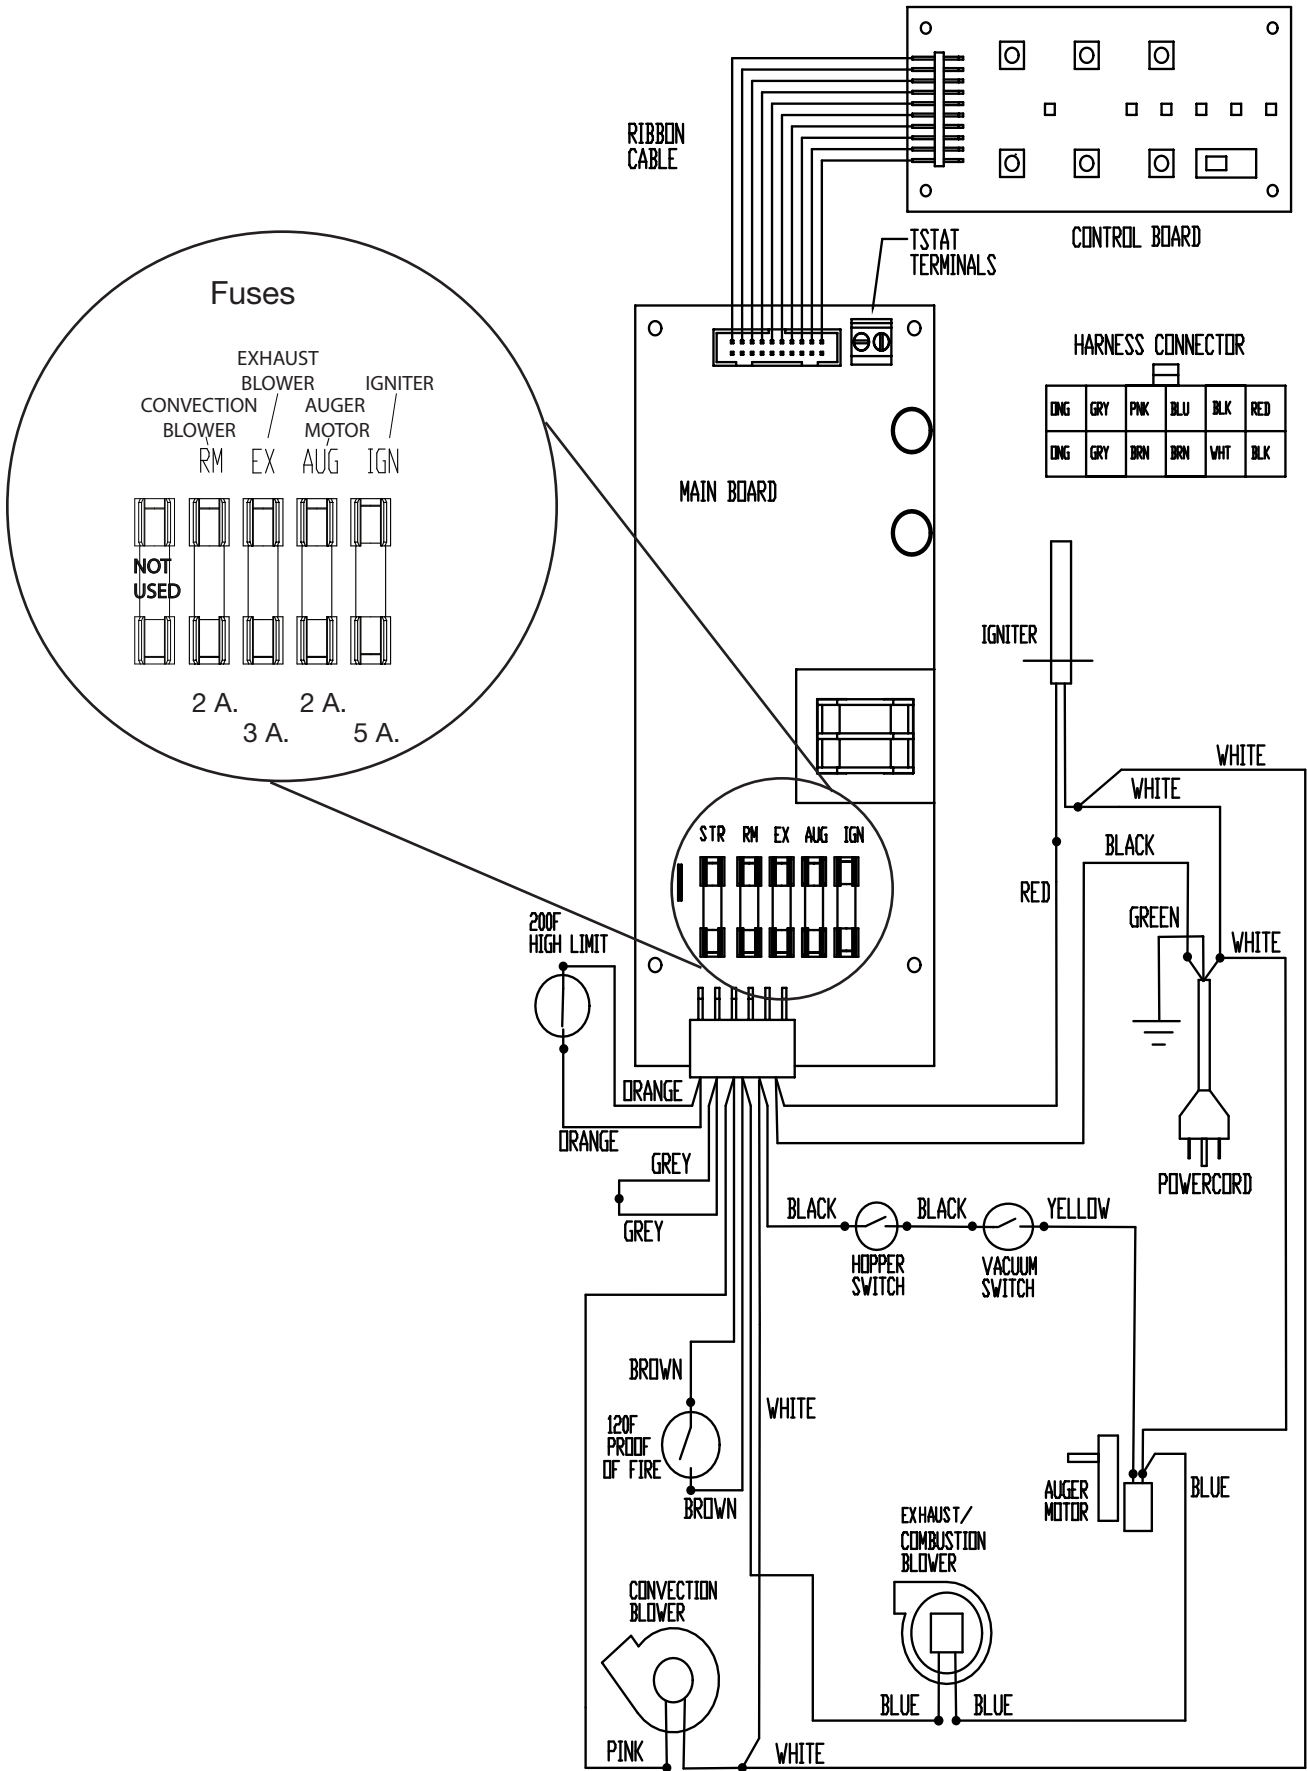 RIBBON
CABLE
CONTROL BOARD
TSTAT
TERMINALS
Fuses
EXHAUST
BLOWER
IGNITER
CONVECTION
BLOWER
AUGER
MOTOR
RM EX AUG IGN
NOT
USED
2 A. 2 A.
3 A. 5 A.
HARNESS CONNECTOR
ONG GRY PNK BLU BLK RED
ONG GRY BRN BRN WHT BLK
MAIN BOARD
IGNITER
WHITE
WHITE
BLACK
RED
GREEN
WHITE
STR RM EX AUG IGN
200F
HIGH LIMIT
ORANGE
ORANGE
GREY
GREY
POWERCORD
BLACK
BLACK
YELLOW
HOPPER
SWITCH
VACUUM
SWITCH
BROWN
WHITE
120F
PROOF
OF FIRE
BROWN
AUGER
MOTOR
BLUE
EXHAUST/
COMBUSTION
BLOWER
CONVECTION
BLOWER
BLUE
BLUE
PINK
WHITE